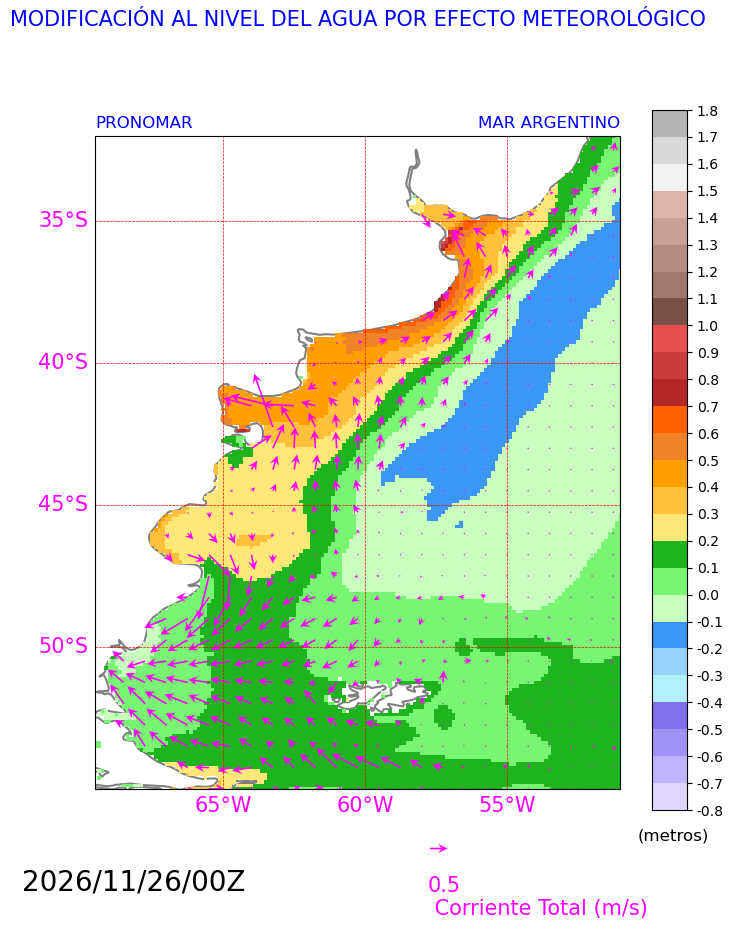 MODIFICACIÓN AL NIVEL DEL AGUA POR EFECTO METEOROLÓGICO
PRONOMAR
MAR ARGENTINO
35°S
40°S
45°S
50°S
65°W
60°W
55°W
1.8
1.7
1.6
1.5
1.4
1.3
1.2
1.1
1.0
0.9
0.8
0.7
0.6
0.5
0.4
0.3
0.2
0.1
0.0
-0.1
-0.2
-0.3
-0.4
-0.5
-0.6
-0.7
-0.8
(metros)
2026/11/26/00Z
0.5
Corriente Total (m/s)